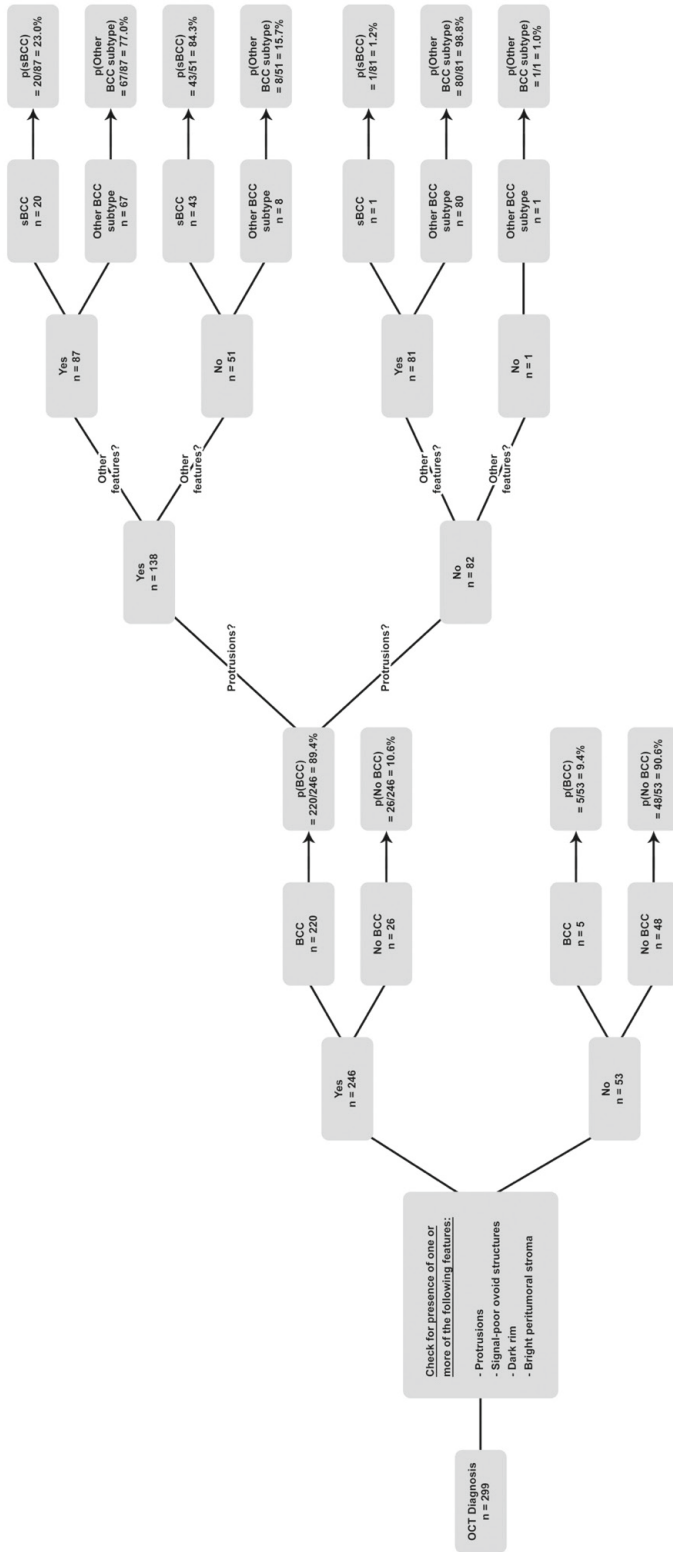 OCT Diagnosis
n = 299
Check for presence of one or
more of the following features:
- Protrusions
- Signal-poor ovoid structures
- Dark rim
- Bright peritumoral stroma
Yes
n = 246
No
n = 53
BCC
n = 220
No BCC
n = 26
BCC
n = 5
No BCC
n = 48
p(BCC)
= 220/246 = 89.4%
p(No BCC)
= 26/246 = 10.6%
p(BCC)
= 5/53 = 9.4%
p(No BCC)
= 48/53 = 90.6%
Protrusions?
Protrusions?
Yes
n = 138
No
n = 82
Other
features?
Other
features?
Other
features?
Other
features?
Yes
n = 87
No
n = 51
Yes
n = 81
No
n = 1
sBCC
n = 20
Other BCC
subtype
n = 67
sBCC
n = 43
Other BCC
subtype
n = 8
sBCC
n = 1
Other BCC
subtype
n = 80
Other BCC
subtype
n = 1
p(sBCC)
= 20/87 = 23.0%
p(Other
BCC subtype)
= 67/87 = 77.0%
p(sBCC)
= 43/51 = 84.3%
p(Other
BCC subtype)
= 8/51 = 15.7%
p(sBCC)
= 1/81 = 1.2%
p(Other
BCC subtype)
= 80/81 = 98.8%
p(Other
BCC subtype)
= 1/1 = 1.0%